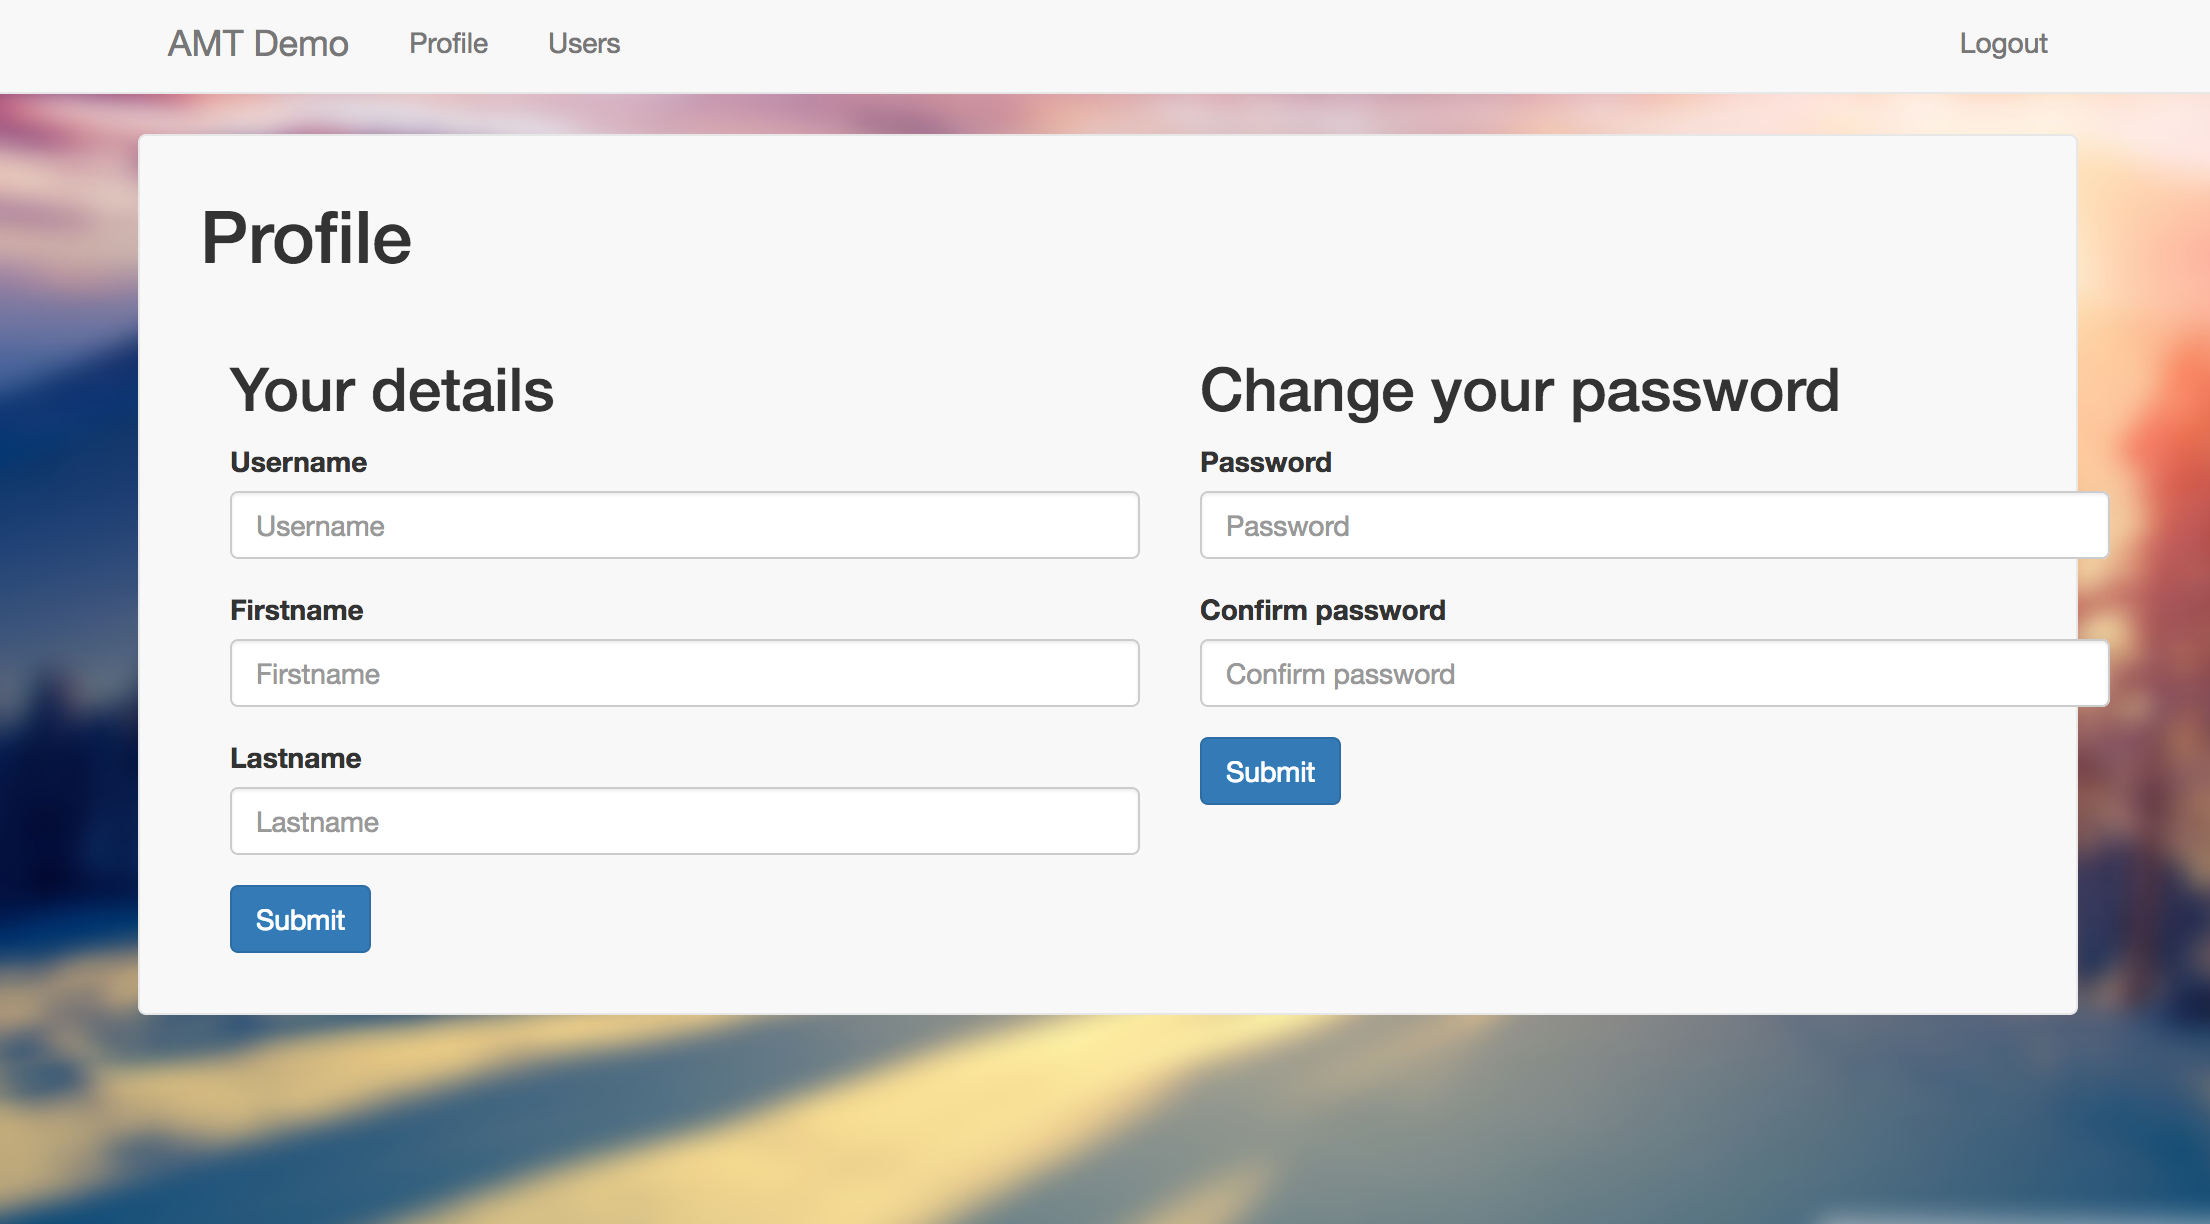 AMT Demo Profile Users Logout
Profile
Your details
Username
Username
Firstname
Firstname
Lastname
Lastname
Submit
Change your password
Password
Password
Confirm password
Confirm password
Submit